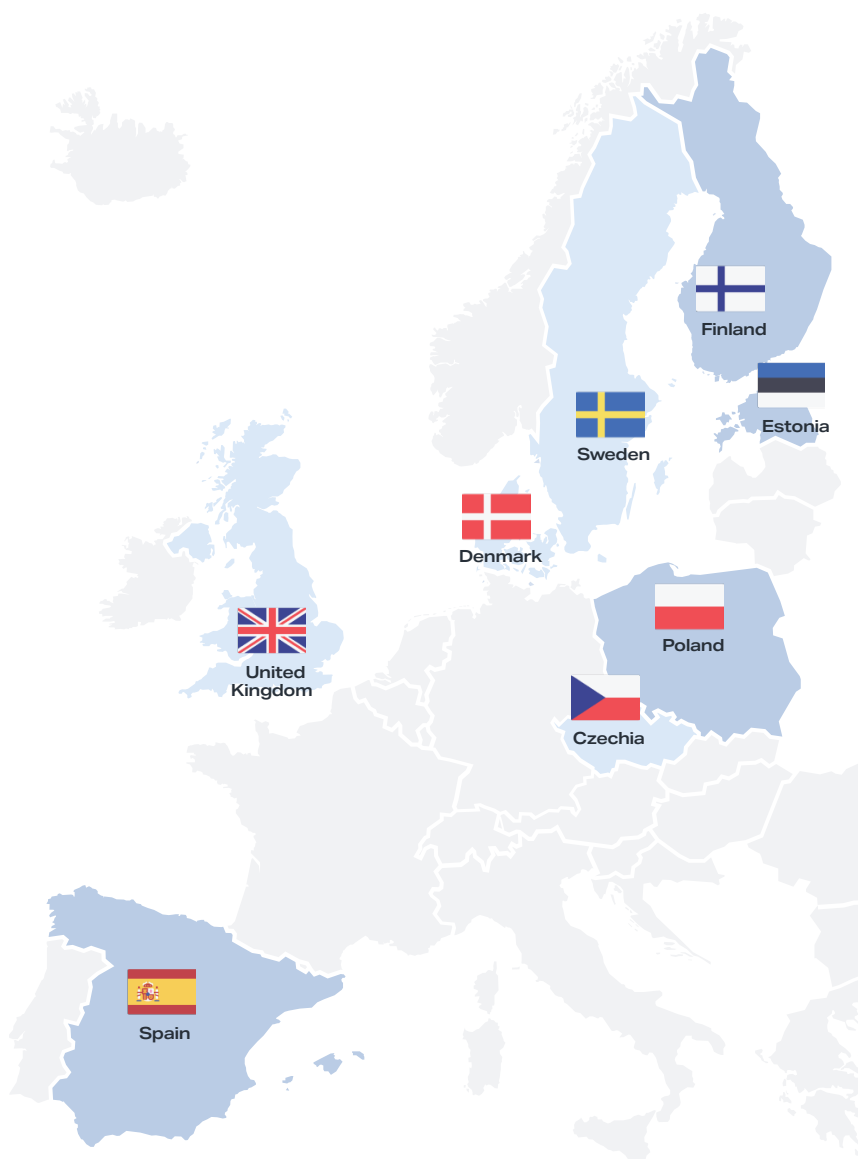 Finland
Estonia
Sweden
Denmark
Poland
United
Kingdom
Czechia
Spain